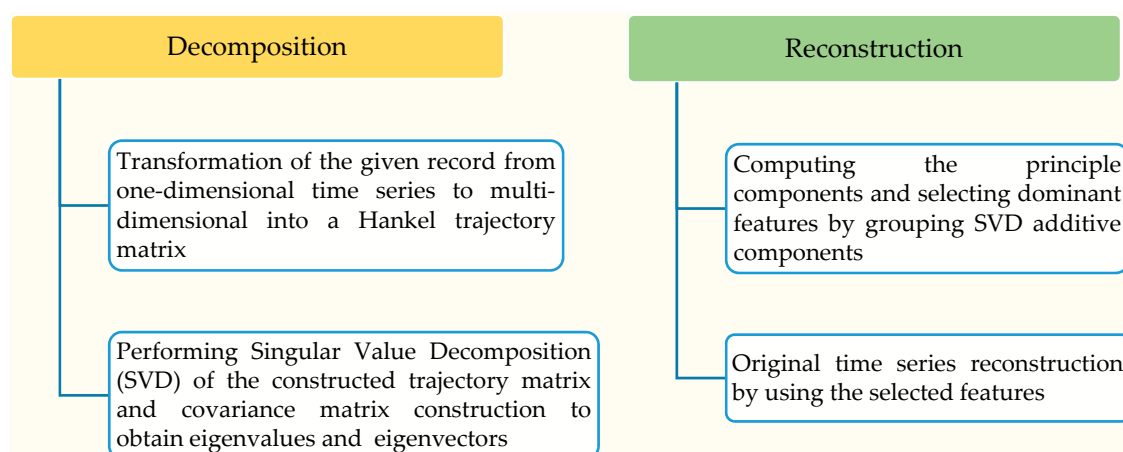 Decomposition
Transformation of the given record from
one-dimensional time series to multi-
dimensional into a Hankel trajectory
matrix
Performing Singular Value Decomposition
(SVD) of the constructed trajectory matrix
and covariance matrix construction to
obtain eigenvalues and eigenvectors
Reconstruction
Computing the principle
components and selecting dominant
features by grouping SVD additive
components
Original time series reconstruction
by using the selected features